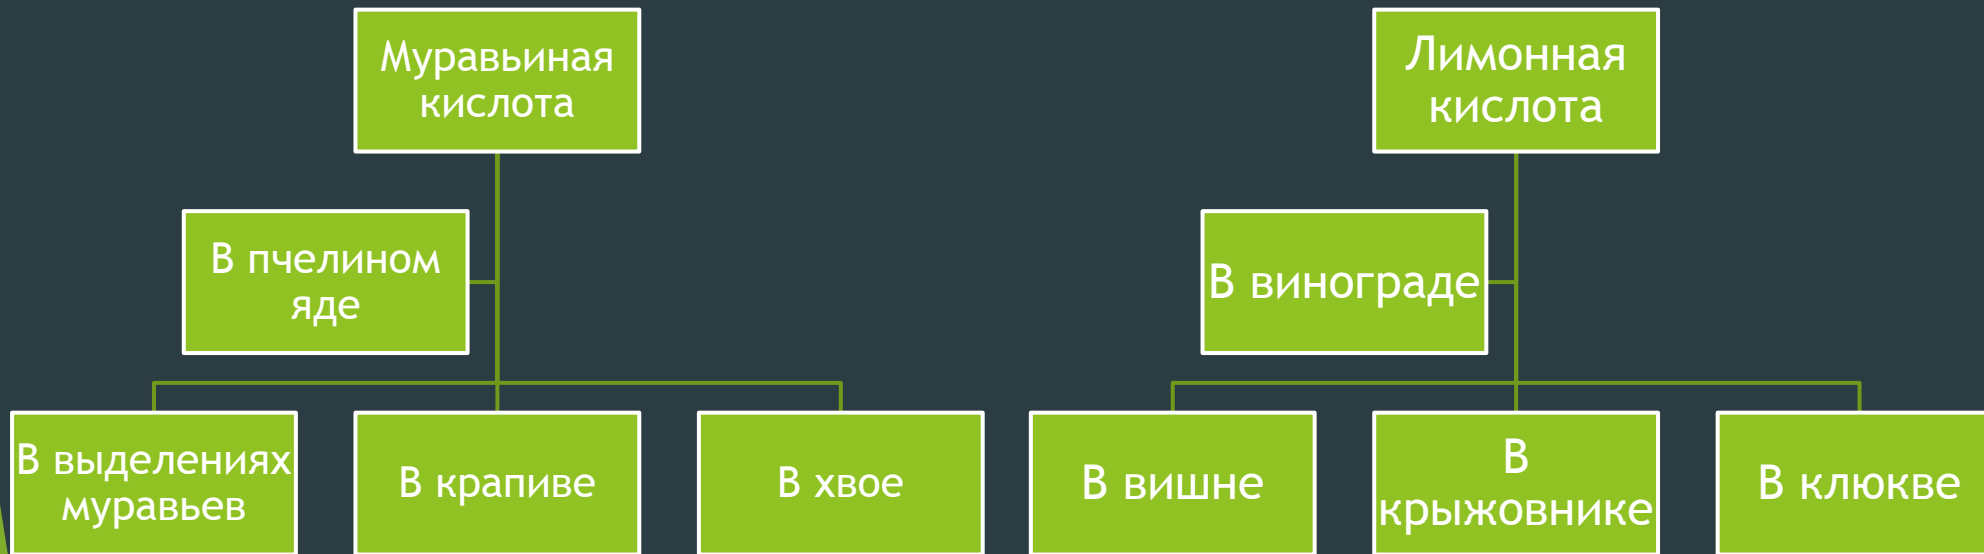 Муравьиная
кислота
В пчелином
яде
В выделениях
муравьев
В крапиве
В хвое
Лимонная
кислота
В винограде
В вишне
В
крыжовнике
В клюкве